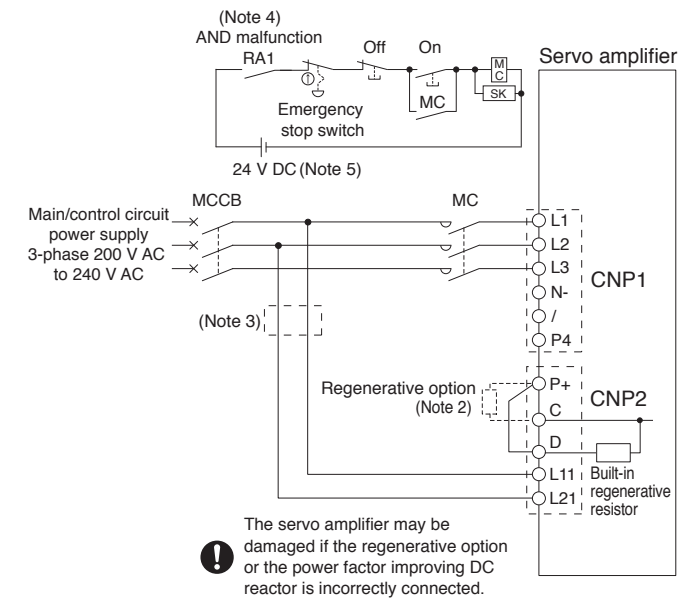 (Note 4)
AND malfunction
RA1
Off
On
M
C
SK
MC
Emergency
stop switch
24 V DC (Note 5)
Servo amplifier
MCCB
MC
Main/control circuit
power supply
3-phase 200 V AC
to 240 V AC
L1
L2
L3
N-
/
P4
CNP1
(Note 3)
Regenerative option
(Note 2)
P+
C
D
L11
L21
CNP2
Built-in
regenerative
resistor
The servo amplifier may be
damaged if the regenerative option
or the power factor improving DC
reactor is incorrectly connected.